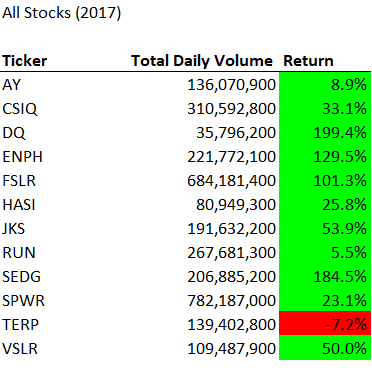 All Stocks (2017)
Ticker Total Daily Volume Return
AY 136,070,900 8.9%
CSIQ 310,592,800 33.1%
DQ 35,796,200 199.4%
ENPH 221,772,100 129.5%
FSLR 684,181,400 101.3%
HASI 80,949,300 25.8%
JKS 191,632,200 53.9%
RUN 267,681,300 5.5%
SEDG 206,885,200 184.5%
SPWR 782,187,000 23.1%
TERP 139,402,800 -7.2%
VSLR 109,487,900 50.0%